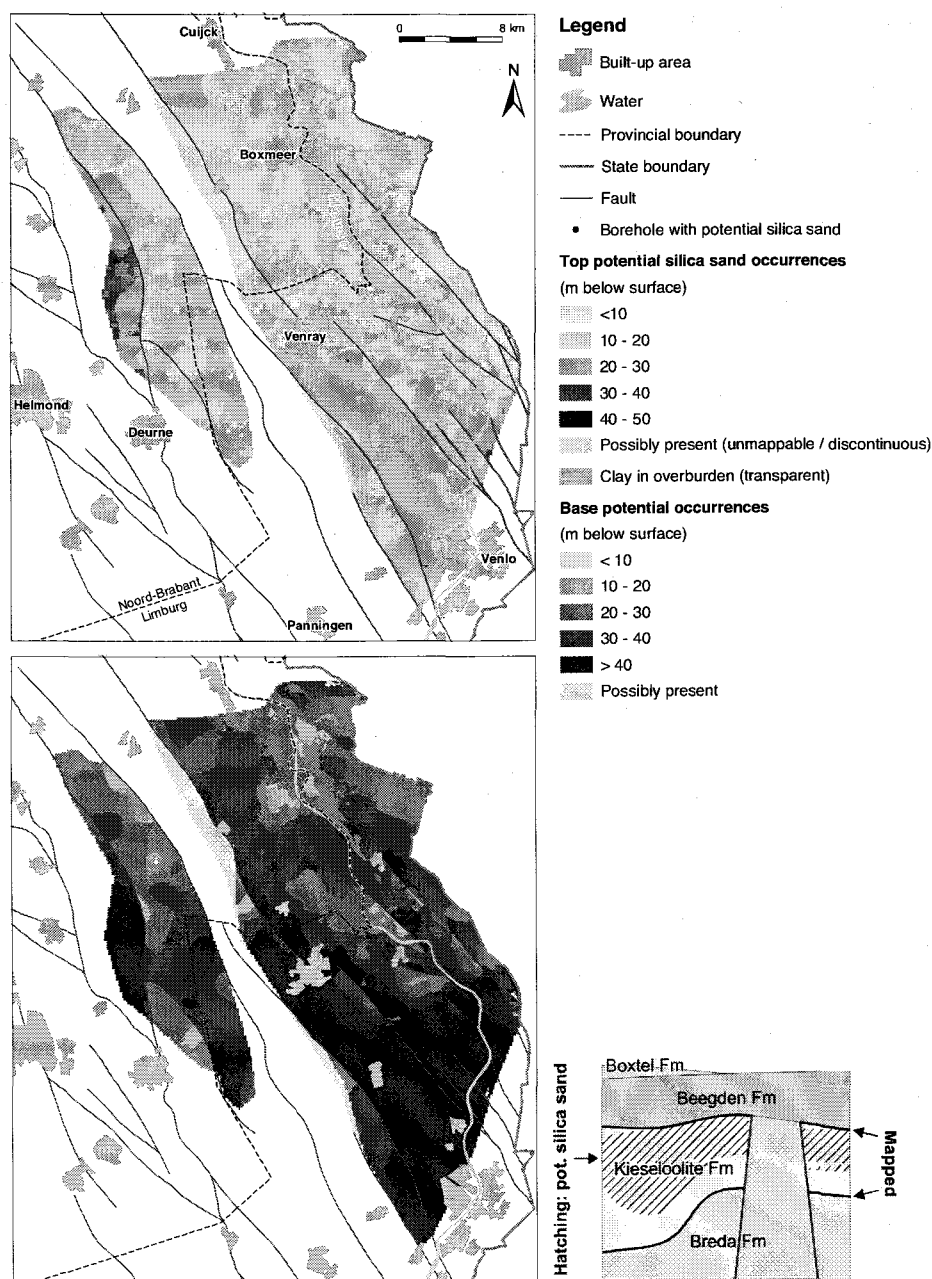 Cuijck
0 8 km
N
Boxmeer
Venray
Helmond
Deurne
Venlo
Noord-Brabant
Limburg
Panningen
Legend
Built-up area
Water
Provincial boundary
State boundary
Fault
Borehole with potential silica sand
Top potential silica sand occurrences
(m below surface)
<10
10 - 20
20 - 30
30 - 40
40 - 50
Possibly present (unmappable / discontinuous)
Clay in overburden (transparent)
Base potential occurrences
(m below surface)
< 10
10 - 20
20 - 30
30 - 40
> 40
Possibly present
Hatching: pot. silica sand
Boxtel Fm
Beegden Fm
Kieseloolite Fm
Breda Fm
Mapped